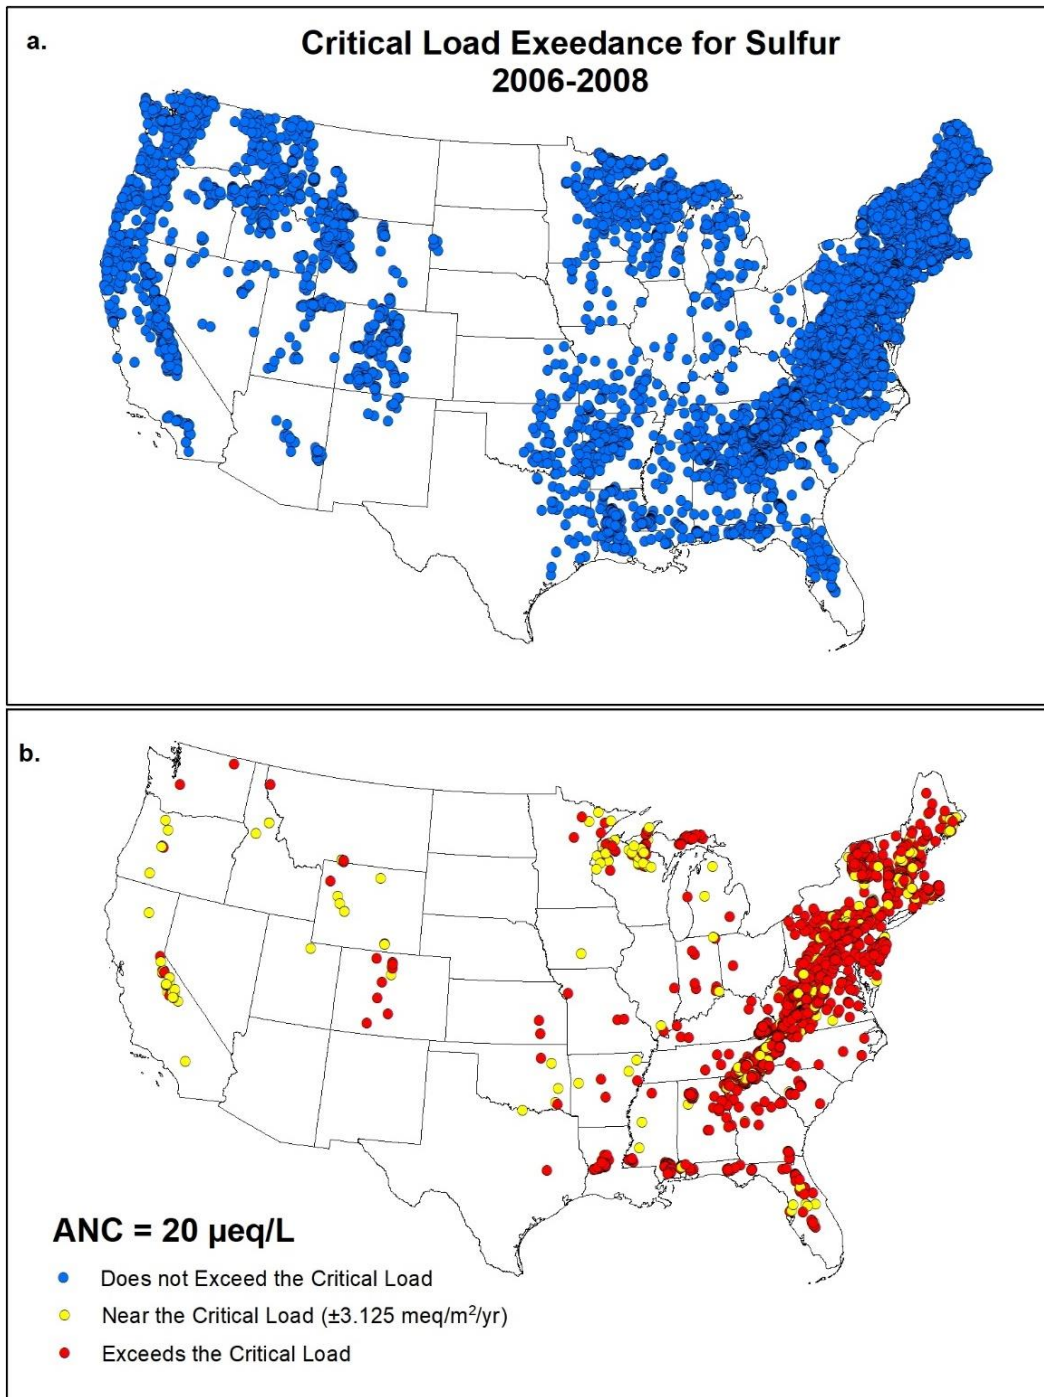 a.
Critical Load Exeedance for Sulfur
2006-2008
b.
ANC = 20 µeq/L
Does not Exceed the Critical Load
Near the Critical Load (±3.125 meq/m²/yr)
Exceeds the Critical Load